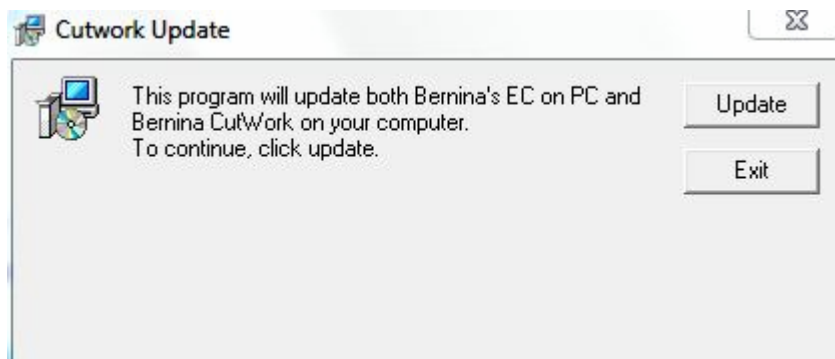 Cutwork Update
This program will update both Bernina's EC on PC and
Bernina CutWork on your computer.
To continue, click update.
Update
Exit